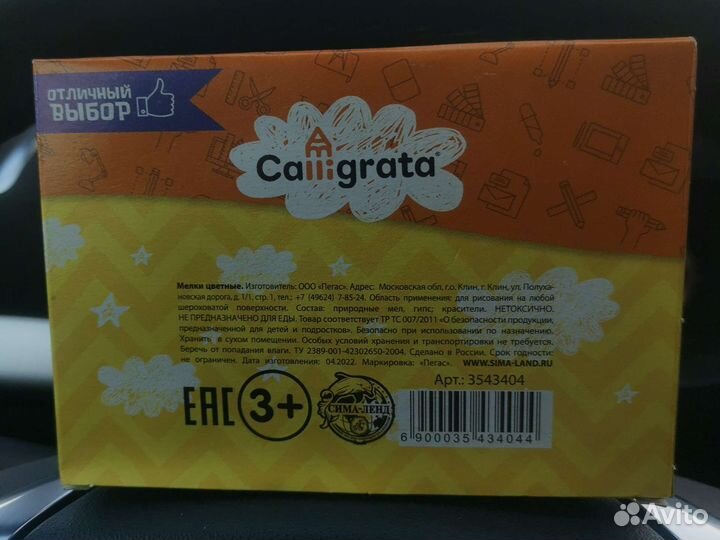 ОТЛИЧНЫЙ
ВЫБОР
Calligrata®
Мелки цветные. Изготовитель: ООО «Пегас». Адрес: Московская обл, г.о. Клин, г. Клин, ул. Полуха-
новская дорога, д. 1/1, стр. 1, тел.: +7 (49624) 7-85-24. Область применения: для рисования на любой
шероховатой поверхности. Состав: природные мел, гипс; красители. НЕТОКСИЧНО.
НЕ ПРЕДНАЗНАЧЕНО ДЛЯ ЕДЫ. Товар соответствует ТР ТС 007/2011 «О безопасности продукции,
предназначенной для детей и подростков». Безопасно при использовании по назначению.
Хранить в сухом помещении. Особых условий хранения и транспортировки не требуется.
Беречь от попадания влаги. ТУ 2389-001-42302650-2004. Сделано в России. Срок годности:
не ограничен. Дата изготовления: 04.2022. Маркировка: «Пегас». WWW.SIMA-LAND.RU
Арт.: 3543404
EAC
3+
СИМА-ЛЕНД
6 900035 434044
Avito